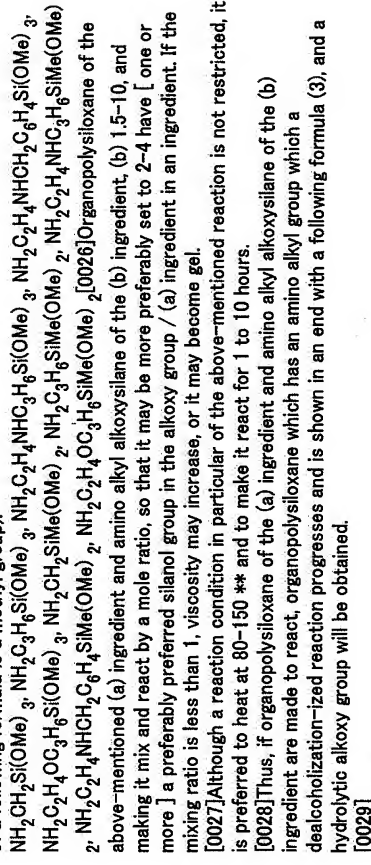 NH₂CH₂Si(OMe) ₃, NH₂C₃H₆Si(OMe) ₃, NH₂C₂H₄NHC₃H₆Si(OMe) ₃, NH₂C₂H₄NHCH₂C₆H₄Si(OMe) ₃,
NH₂C₂H₄OC₃H₆Si(OMe) ₃, NH₂CH₂SiMe(OMe) ₂, NH₂C₃H₆SiMe(OMe) ₂, NH₂C₂H₄NHC₃H₆SiMe(OMe)
₂, NH₂C₂H₄NHCH₂C₆H₄SiMe(OMe) ₂, NH₂C₂H₄OC₃H₆SiMe(OMe) ₂[0026]Organopolysiloxane of the
above-mentioned (a) ingredient and amino alkyl alkoxysilane of the (b) ingredient, (b) 1.5-10, and
making it mix and react by a mole ratio, so that it may be more preferably set to 2-4 have [ one or
more ] a preferably preferred silanol group in the alkoxy group / (a) ingredient in an ingredient. If the
mixing ratio is less than 1, viscosity may increase, or it may become gel.
[0027]Although a reaction condition in particular of the above-mentioned reaction is not restricted, it
is preferred to heat at 80-150 ** and to make it react for 1 to 10 hours.
[0028]Thus, if organopolysiloxane of the (a) ingredient and amino alkyl alkoxysilane of the (b)
ingredient are made to react, organopolysiloxane which has an amino alkyl group which a
dealcoholization-ized reaction progresses and is shown in an end with a following formula (3), and a
hydrolytic alkoxy group will be obtained.
[0029]